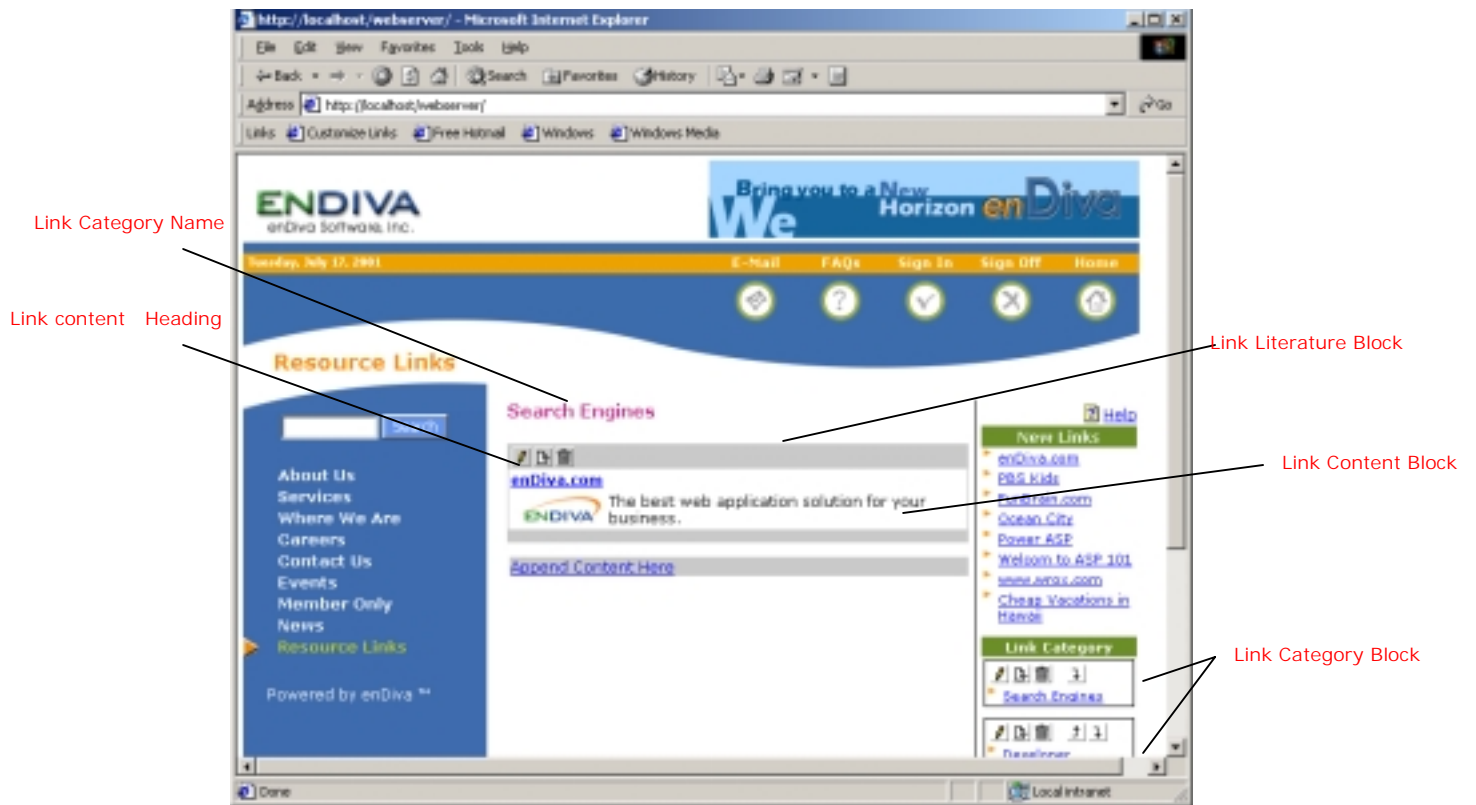 http://localhost/webserver/ - Microsoft Internet Explorer
File Edit View Favorites Tools Help
Back Search Favorites History
Address http://localhost/webserver/ Go
Links Customize Links Free Hotmail Windows Windows Media
ENDIVA
enDiva Software, Inc.
Bring you to a New
We Horizon enDiva
Tuesday, July 17, 2001 E-Mail FAQs Sign In Sign Off Home
Link Category Name
Link content Heading
Link Literature Block
Link Content Block
Link Category Block
Resource Links
Search
About Us
Services
Where We Are
Careers
Contact Us
Events
Member Only
News
Resource Links
Powered by enDiva ™
Search Engines
enDiva.com
ENDIVA
The best web application solution for your
business.
Append Content Here
Help
New Links
enDiva.com
PBS Kids
FunBrain.com
Ocean City
Power ASP
Welcom to ASP 101
Cheap Vacations in
Hawaii
Link Category
Search Engines
Developer
Done Local intranet